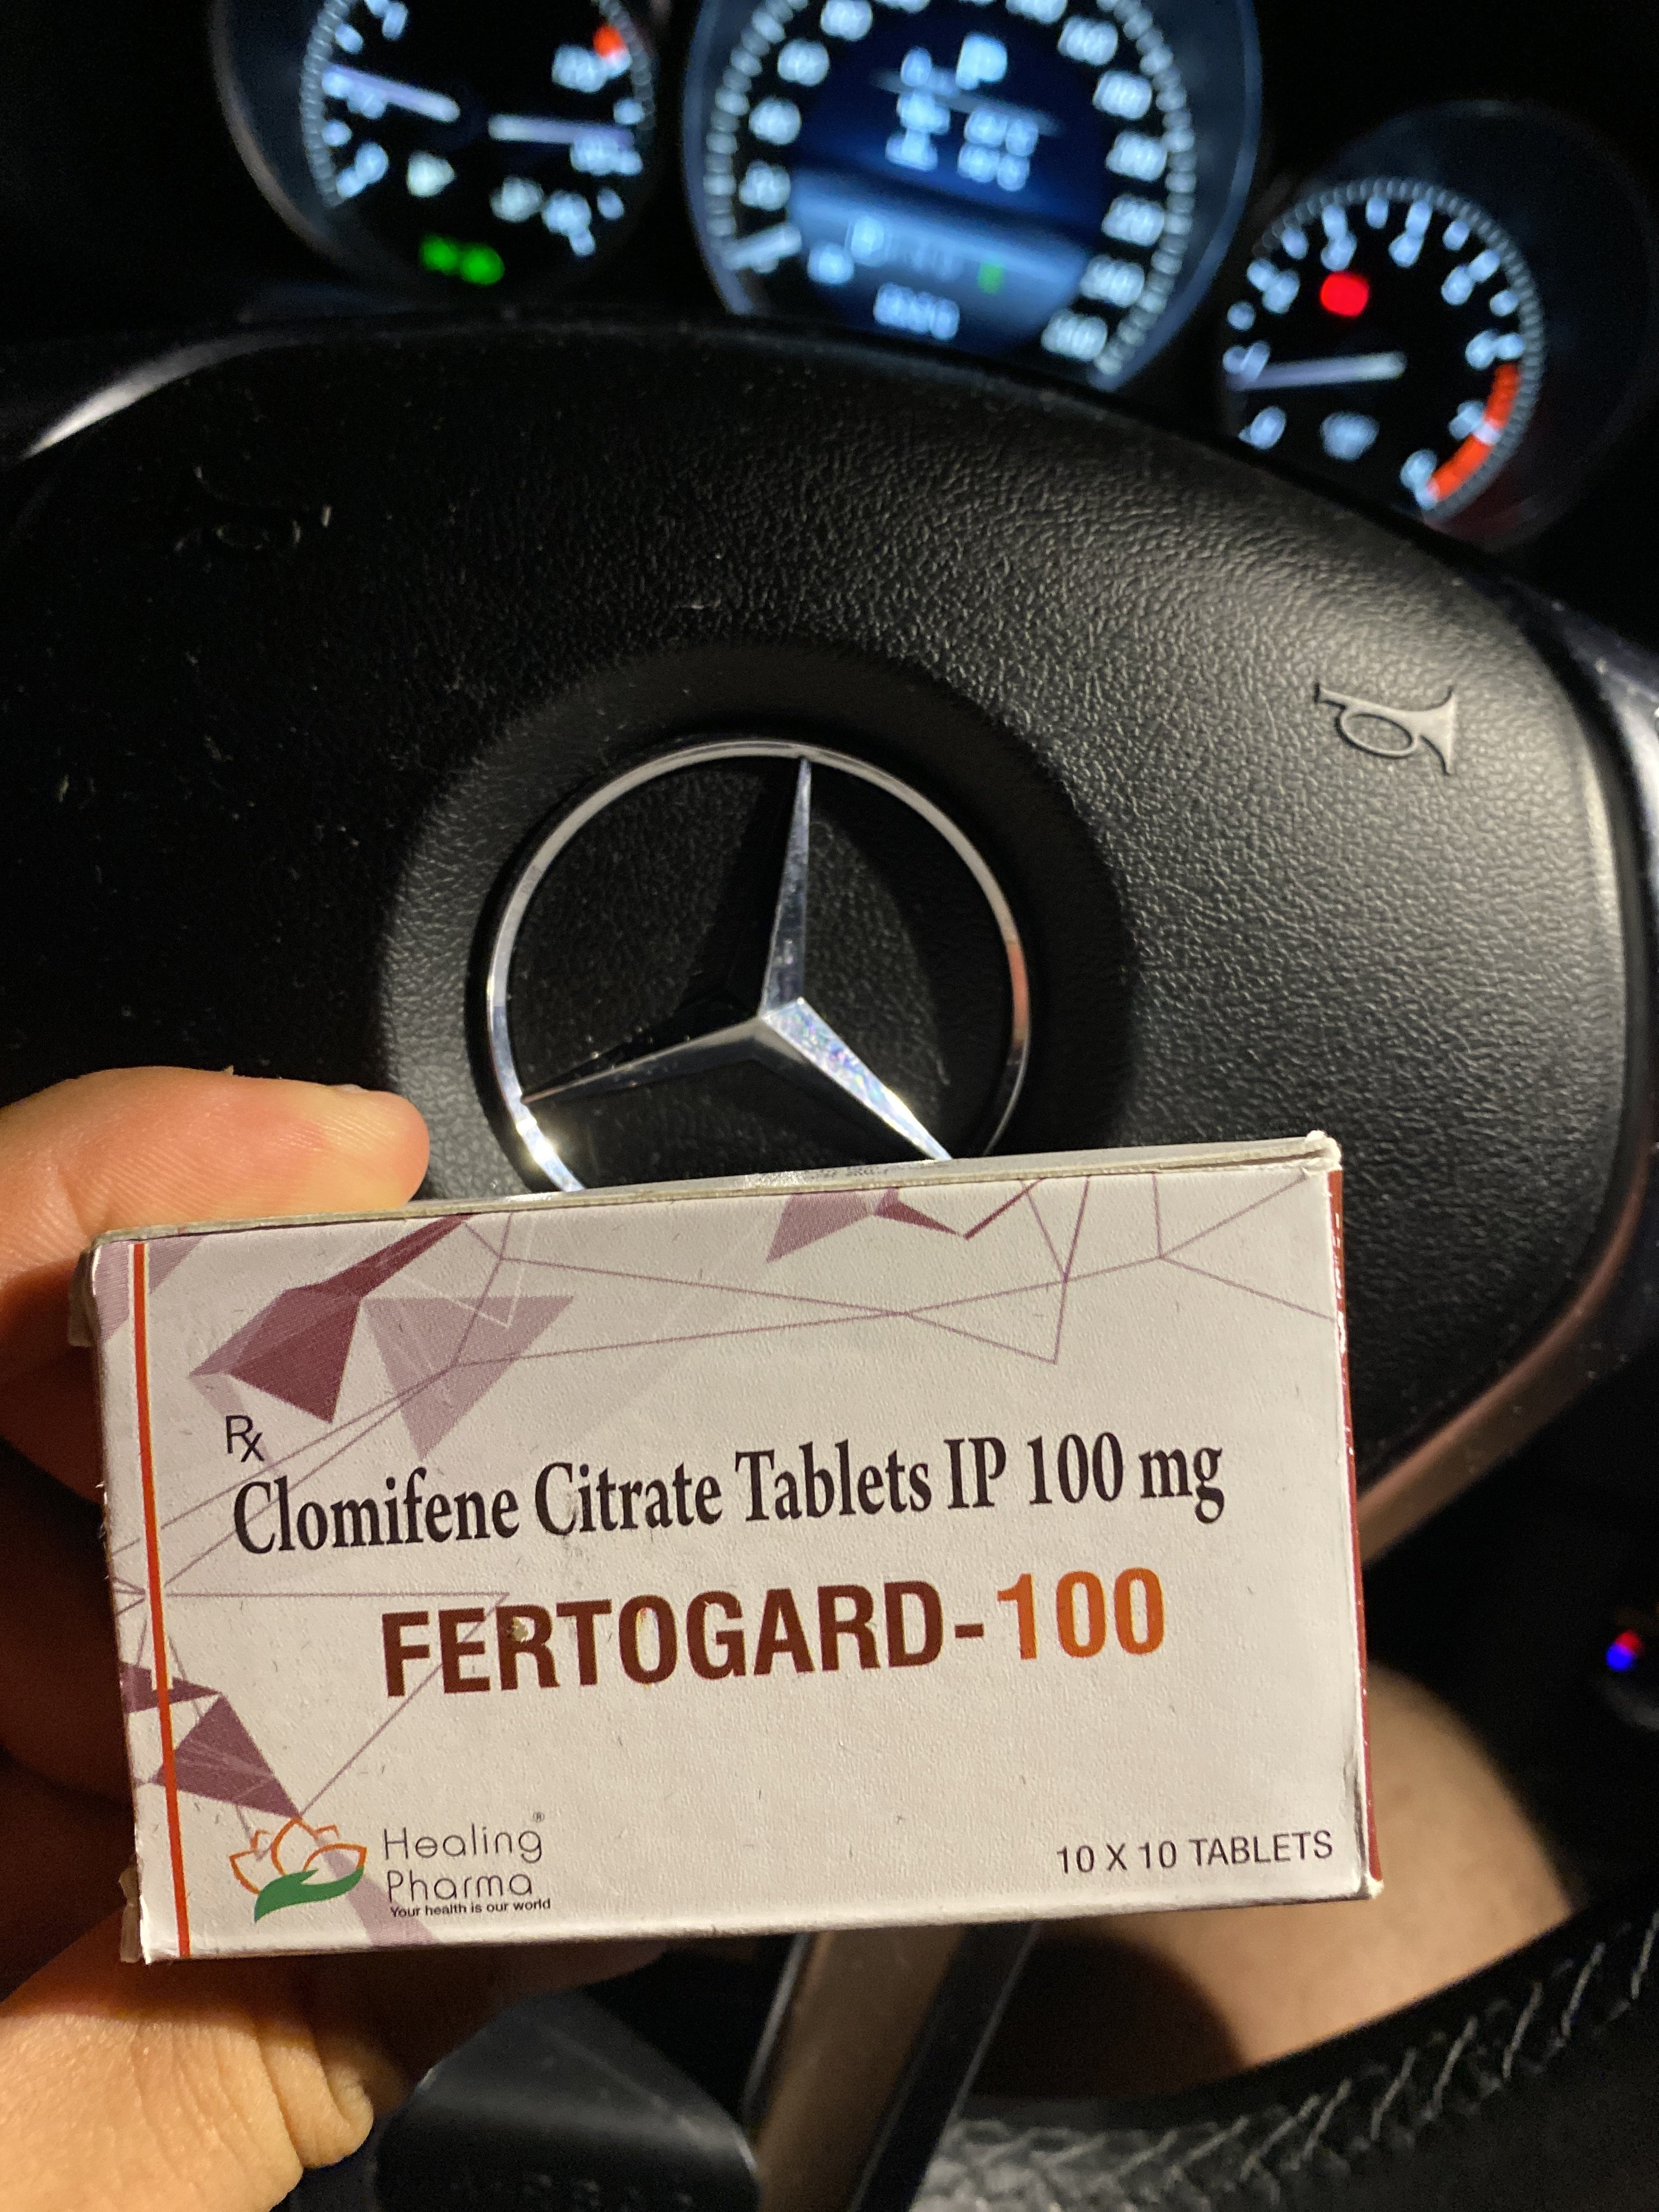 Rx
Clomifene Citrate Tablets IP 100 mg
FERTOGARD-100
Healing®
Pharma
Your health is our world
10 X 10 TABLETS